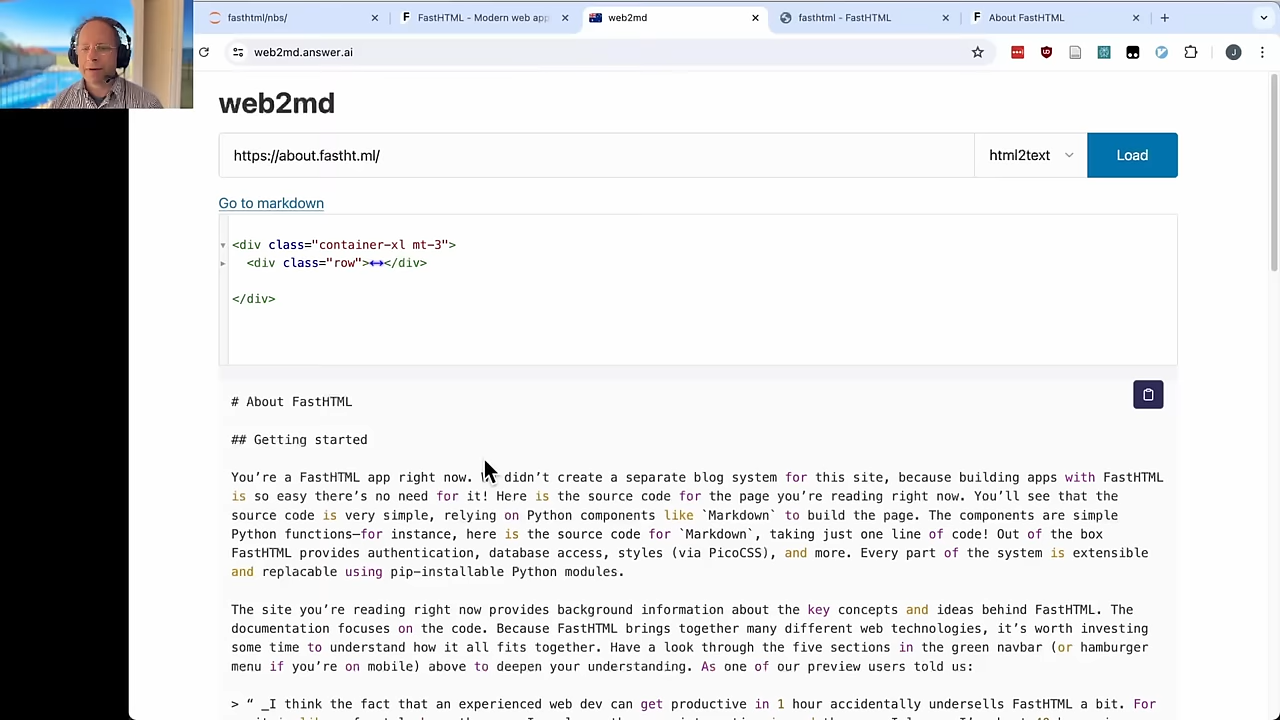 fasthtml/nbs/
FastHTML - Modern web app
web2md
fasthtml - FastHTML
About FastHTML
web2md.answer.ai
J
web2md
https://about.fastht.ml/
html2text
Load
Go to markdown
<div class="container-xl mt-3">
<div class="row">↔</div>
</div>
# About FastHTML
## Getting started
You’re a FastHTML app right now. didn’t create a separate blog system for this site, because building apps with FastHTML
is so easy there’s no need for it! Here is the source code for the page you’re reading right now. You’ll see that the
source code is very simple, relying on Python components like `Markdown` to build the page. The components are simple
Python functions—for instance, here is the source code for `Markdown`, taking just one line of code! Out of the box
FastHTML provides authentication, database access, styles (via PicoCSS), and more. Every part of the system is extensible
and replacable using pip-installable Python modules.
The site you’re reading right now provides background information about the key concepts and ideas behind FastHTML. The
documentation focuses on the code. Because FastHTML brings together many different web technologies, it’s worth investing
some time to understand how it all fits together. Have a look through the five sections in the green navbar (or hamburger
menu if you’re on mobile) above to deepen your understanding. As one of our preview users told us:
> “ _I think the fact that an experienced web dev can get productive in 1 hour accidentally undersells FastHTML a bit. For